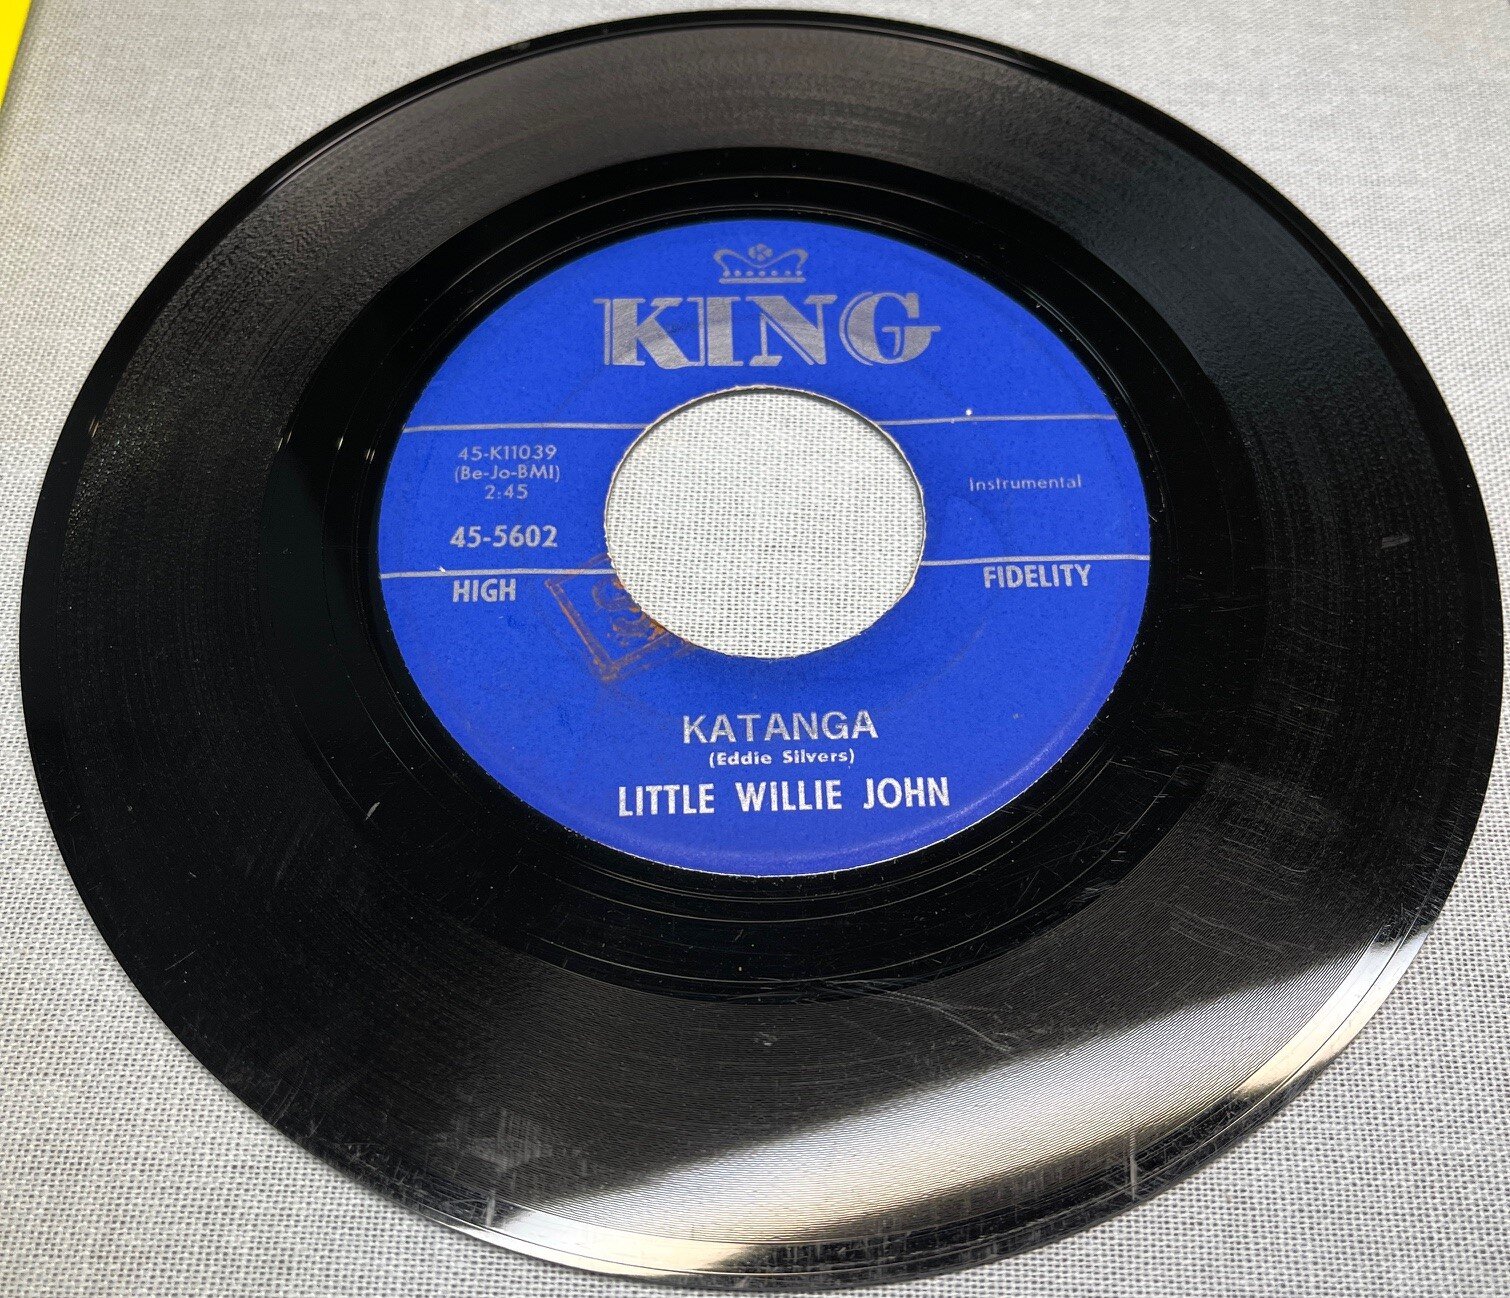 KING
45-K11039
(Be-Jo-BMI)
2:45
45-5602
Instrumental
HIGH FIDELITY
KATANGA
(Eddie Silvers)
LITTLE WILLIE JOHN